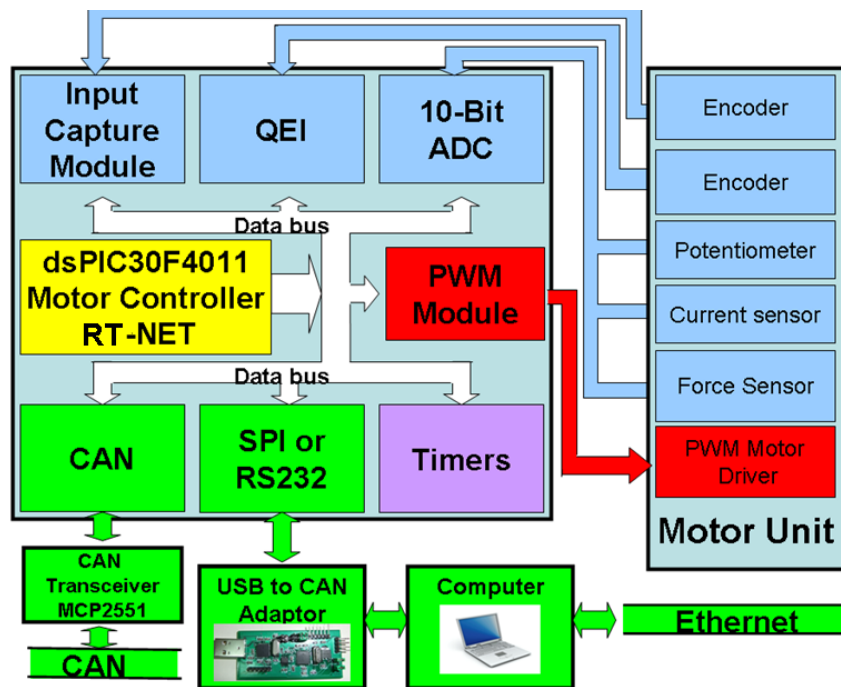 Input
Capture
Module
QEI
10-Bit
ADC
Data bus
dsPIC30F4011
Motor Controller
RT-NET
PWM
Module
Data bus
CAN
SPI or
RS232
Timers
Encoder
Encoder
Potentiometer
Current sensor
Force Sensor
PWM Motor
Driver
Motor Unit
CAN
Transceiver
MCP2551
CAN
USB to CAN
Adaptor
Computer
Ethernet